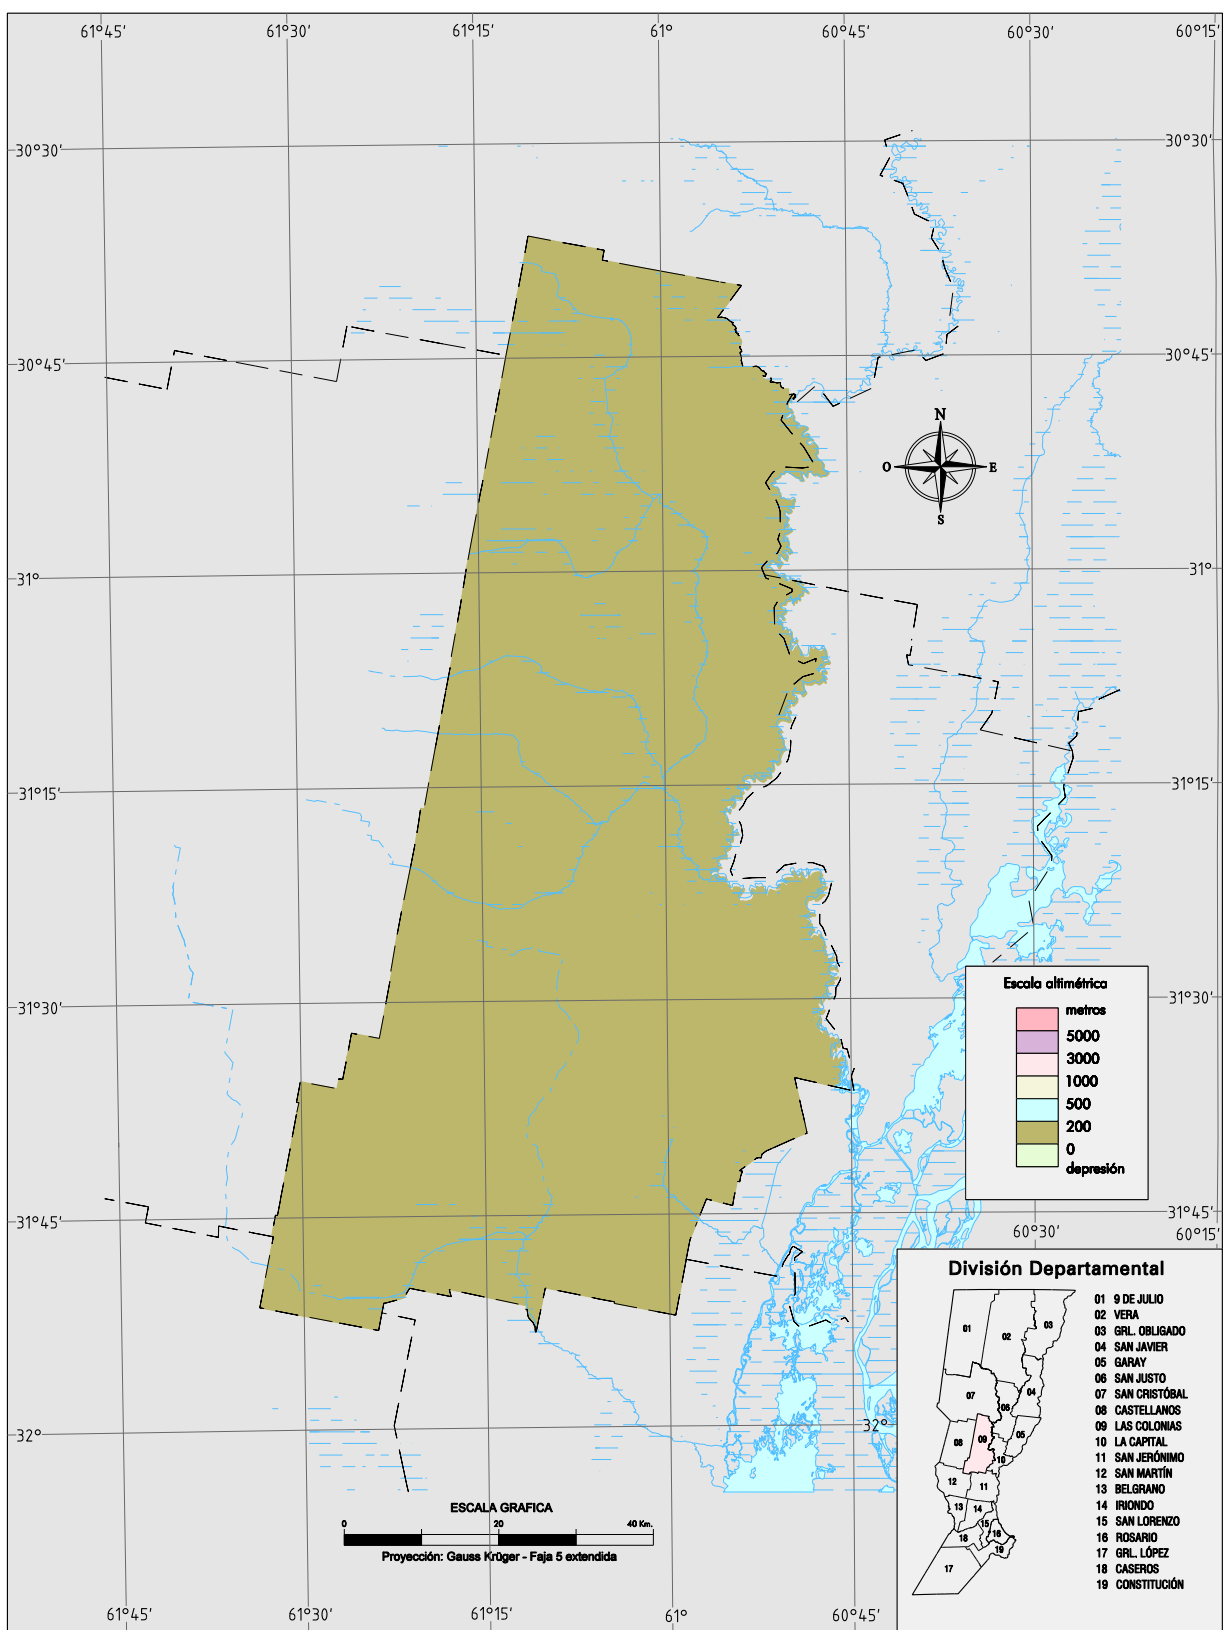 61°45'
61°30'
61°15'
61°
60°45'
60°30'
60°15'
30°30'
30°30'
30°45'
30°45'
N
O
E
S
31°
31°
31°15'
31°15'
31°30'
31°30'
Escala altimétrica
metros
5000
3000
1000
500
200
0
depresión
31°45'
31°45'
60°30'
60°15'
32°
32°
División Departamental
01 9 DE JULIO
02 VERA
03 GRL. OBLIGADO
04 SAN JAVIER
05 GARAY
06 SAN JUSTO
07 SAN CRISTÓBAL
08 CASTELLANOS
09 LAS COLONIAS
10 LA CAPITAL
11 SAN JERÓNIMO
12 SAN MARTÍN
13 BELGRANO
14 IRIONDO
15 SAN LORENZO
16 ROSARIO
17 GRL. LÓPEZ
18 CASEROS
19 CONSTITUCIÓN
01
02
03
04
07
06
05
08
09
10
12
11
13
14
15
16
18
19
17
ESCALA GRAFICA
0 20 40 Km.
Proyección: Gauss Krüger - Faja 5 extendida
61°45'
61°30'
61°15'
61°
60°45'